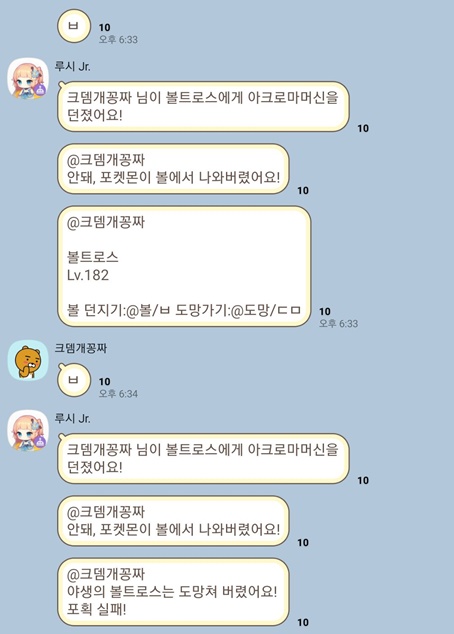 ㅂ
10
오후 6:33
루시 Jr.
크뎀개꽁짜 님이 볼트로스에게 아크로마머신을
던졌어요!
10
@크뎀개꽁짜
안돼, 포켓몬이 볼에서 나와버렸어요!
10
@크뎀개꽁짜
볼트로스
Lv.182
볼 던지기:@볼/ㅂ 도망가기:@도망/ㄷㅁ
10
오후 6:33
크뎀개꽁짜
ㅂ
10
오후 6:34
루시 Jr.
크뎀개꽁짜 님이 볼트로스에게 아크로마머신을
던졌어요!
10
@크뎀개꽁짜
안돼, 포켓몬이 볼에서 나와버렸어요!
10
@크뎀개꽁짜
야생의 볼트로스는 도망쳐 버렸어요!
포획 실패!
10